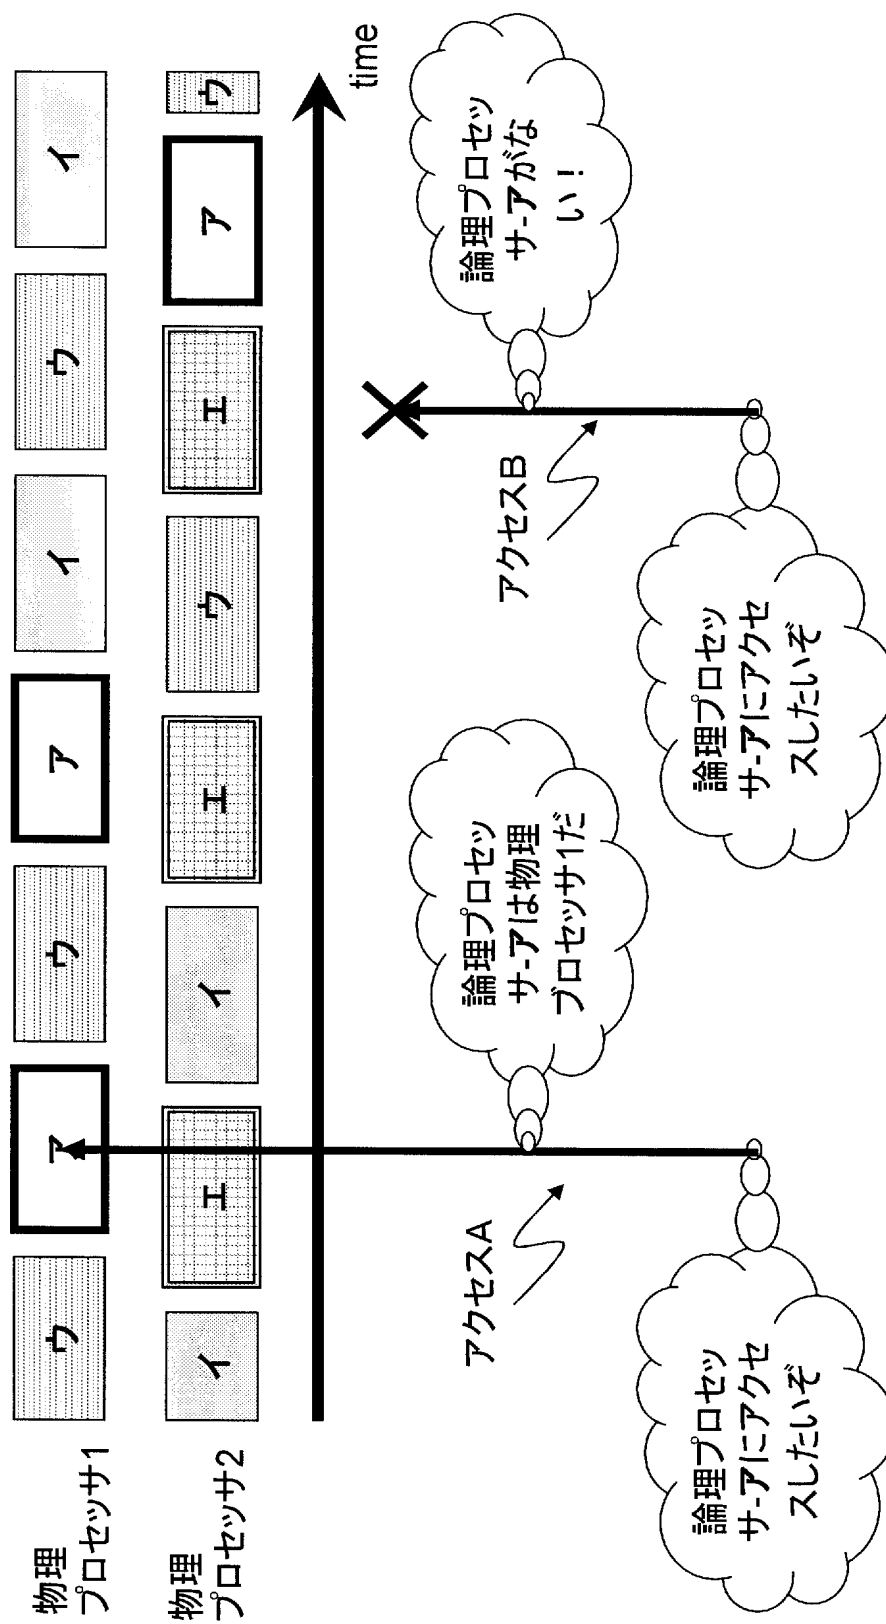 物理
プロセッサ1
ウ
ア
ウ
ア
イ
ウ
イ
物理
プロセッサ2
イ
エ
イ
エ
ウ
エ
ア
ウ
time
アクセスA
論理プロセッ
サ-アは物理
プロセッサ1だ
アクセスB
論理プロセッ
サ-アがな
い!
論理プロセッ
サ-アにアクセ
スしたいぞ
論理プロセッ
サ-アにアクセ
スしたいぞ